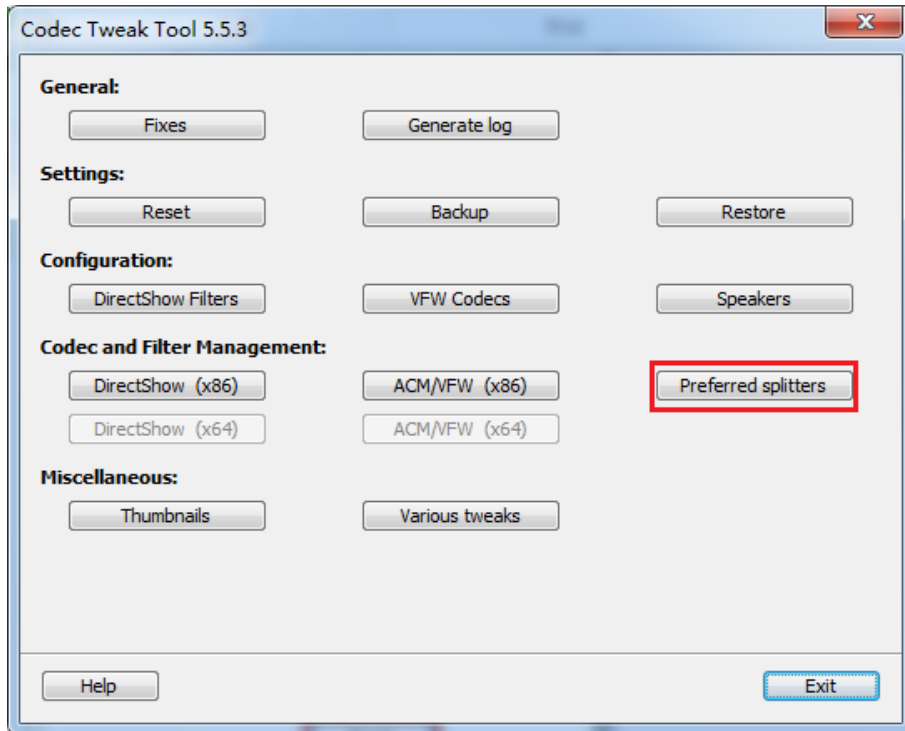 Codec Tweak Tool 5.5.3
General:
Fixes Generate log
Settings:
Reset Backup Restore
Configuration:
DirectShow Filters VFW Codecs Speakers
Codec and Filter Management:
DirectShow (x86) ACM/VFW (x86) Preferred splitters
DirectShow (x64) ACM/VFW (x64)
Miscellaneous:
Thumbnails Various tweaks
Help Exit